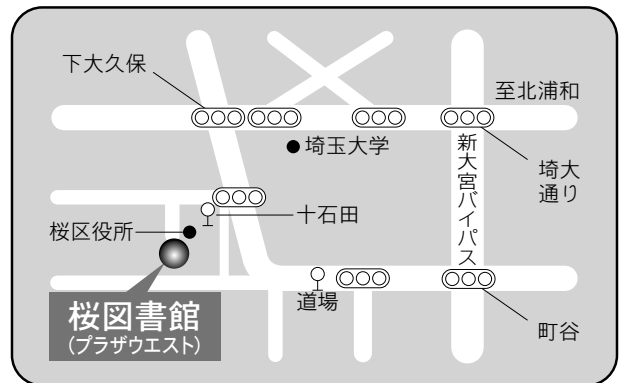 下大久保
至北浦和
埼玉大学
新大宮バイパス
埼大
通り
十石田
桜区役所
道場
桜図書館
(プラザウエスト)
町谷